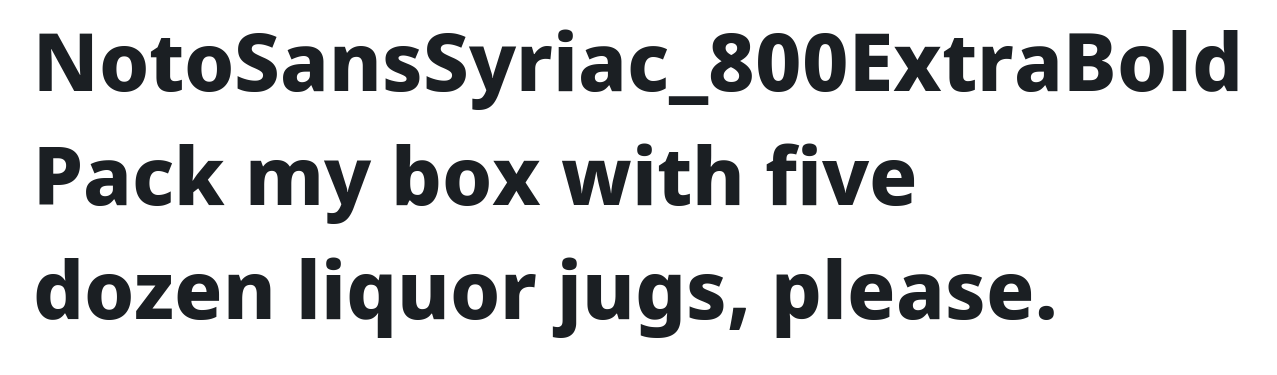 NotoSansSyriac_800ExtraBold
Pack my box with five
dozen liquor jugs, please.